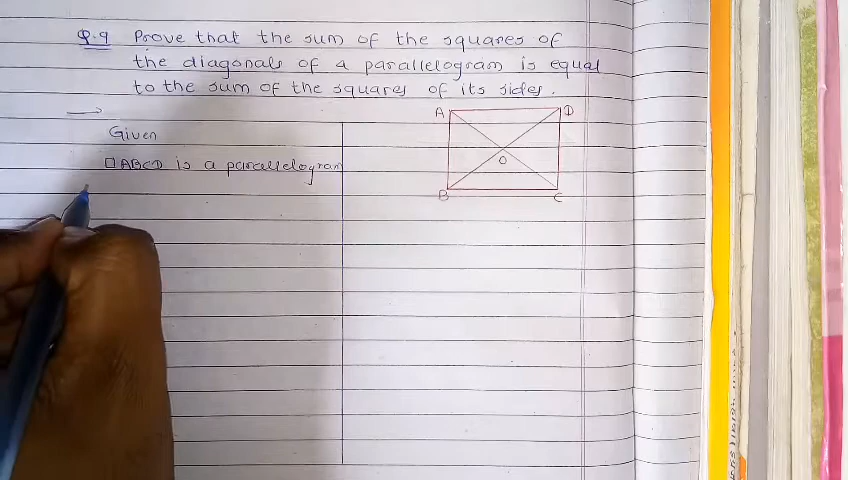 Q.9 Prove that the sum of the squares of
the diagonals of a parallelogram is equal
to the sum of the squares of its sides.
→
Given
□ABCD is a parallelogram
A D
O
B C